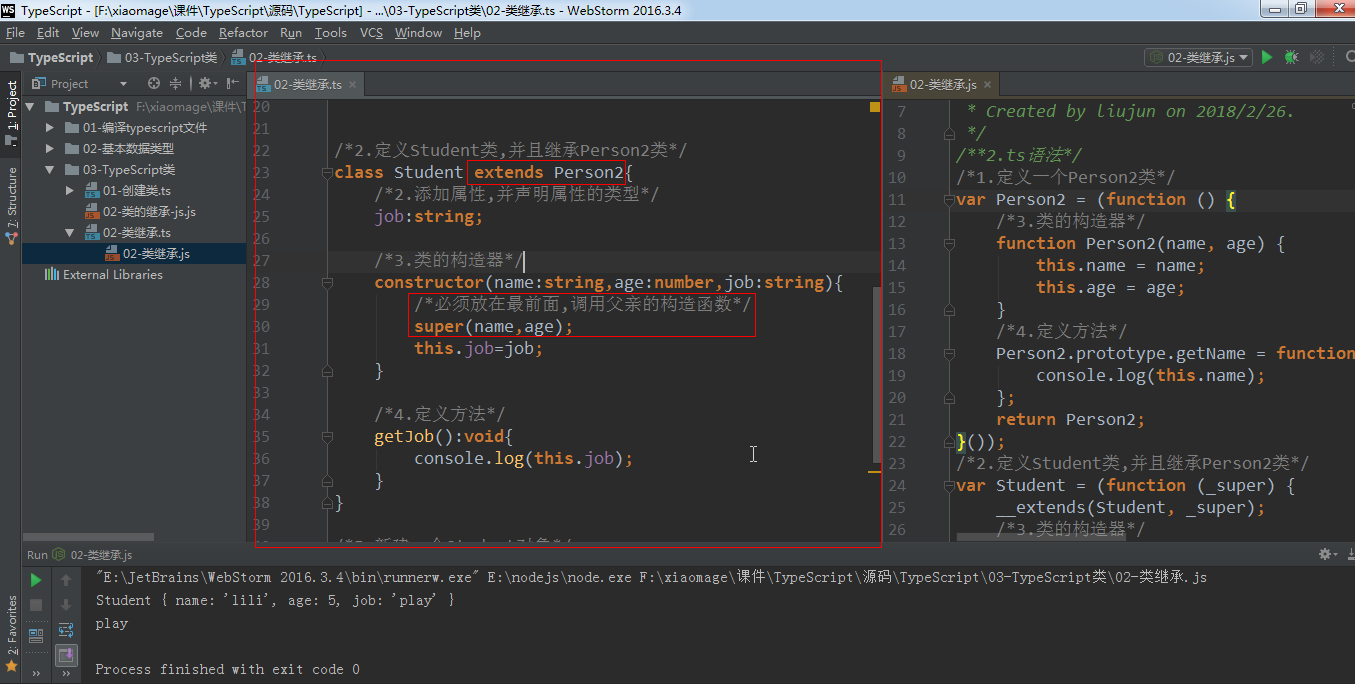 TypeScript - [F:\xiaomage\课件\TypeScript\源码\TypeScript] - ...\03-TypeScript类\02-类继承.ts - WebStorm 2016.3.4
File Edit View Navigate Code Refactor Run Tools VCS Window Help
TypeScript 03-TypeScript类 02-类继承.ts
02-类继承.js
1: Project
7: Structure
2: Favorites
Project
TypeScript F:\xiaomage\课件\T
01-编译typescript文件
02-基本数据类型
03-TypeScript类
01-创建类.ts
02-类的继承-js.js
02-类继承.ts
02-类继承.js
External Libraries
02-类继承.ts
20
21
22 /*2.定义Student类,并且继承Person2类*/
23 class Student extends Person2{
24 /*2.添加属性,并声明属性的类型*/
25 job:string;
26
27 /*3.类的构造器*/
28 constructor(name:string,age:number,job:string){
29 /*必须放在最前面,调用父亲的构造函数*/
30 super(name,age);
31 this.job=job;
32 }
33
34 /*4.定义方法*/
35 getJob():void{
36 console.log(this.job);
37 }
38 }
39
02-类继承.js
7 * Created by liujun on 2018/2/26.
8 */
9 /**2.ts语法*/
10 /*1.定义一个Person2类*/
11 var Person2 = (function () {
12 /*3.类的构造器*/
13 function Person2(name, age) {
14 this.name = name;
15 this.age = age;
16 }
17 /*4.定义方法*/
18 Person2.prototype.getName = function
19 console.log(this.name);
20 };
21 return Person2;
22 }());
23 /*2.定义Student类,并且继承Person2类*/
24 var Student = (function (_super) {
25 __extends(Student, _super);
26 /*3.类的构造器*/
Run 02-类继承.js
"E:\JetBrains\WebStorm 2016.3.4\bin\runnerw.exe" E:\nodejs\node.exe F:\xiaomage\课件\TypeScript\源码\TypeScript\03-TypeScript类\02-类继承.js
Student { name: 'lili', age: 5, job: 'play' }
play
Process finished with exit code 0